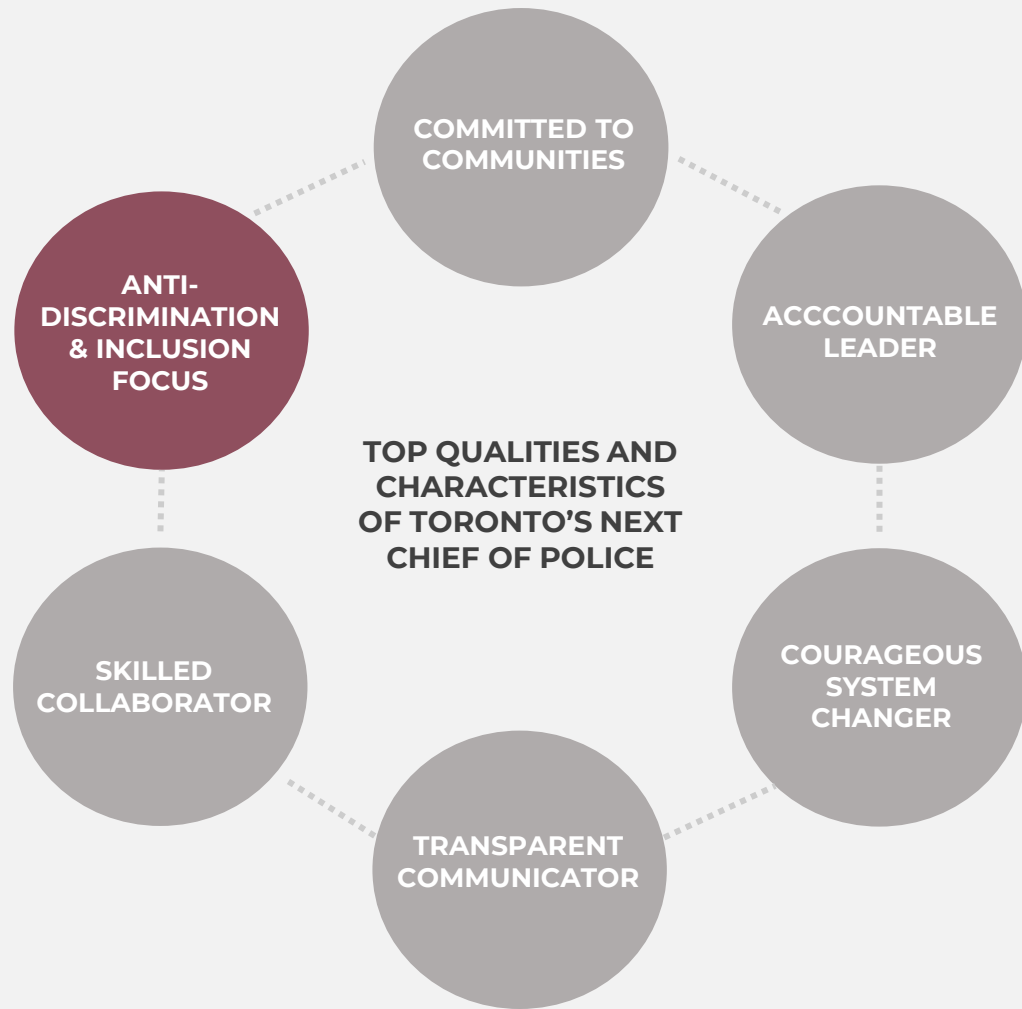 COMMITTED TO
COMMUNITIES
ANTI-
DISCRIMINATION
& INCLUSION
FOCUS
ACCCOUNTABLE
LEADER
TOP QUALITIES AND
CHARACTERISTICS
OF TORONTO’S NEXT
CHIEF OF POLICE
SKILLED
COLLABORATOR
COURAGEOUS
SYSTEM
CHANGER
TRANSPARENT
COMMUNICATOR